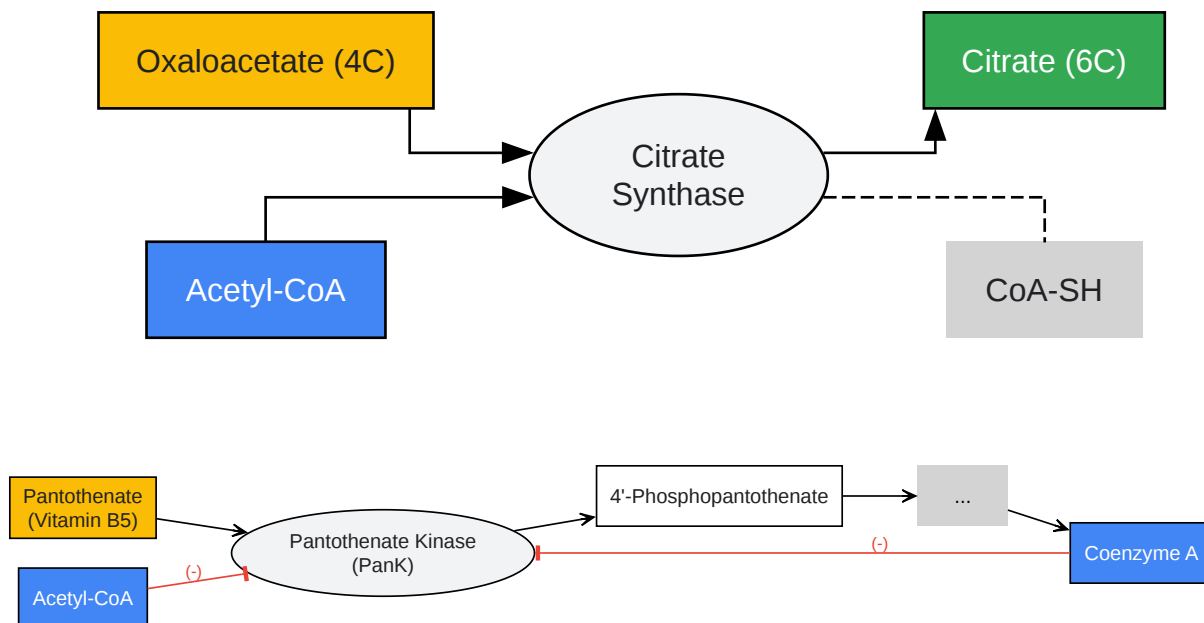 Oxaloacetate (4C)
Citrate (6C)
Citrate
Synthase
Acetyl-CoA
CoA-SH
Pantothenate
(Vitamin B5)
4'-Phosphopantothenate
...
Pantothenate Kinase
(PanK)
(-)
Coenzyme A
(-)
Acetyl-CoA